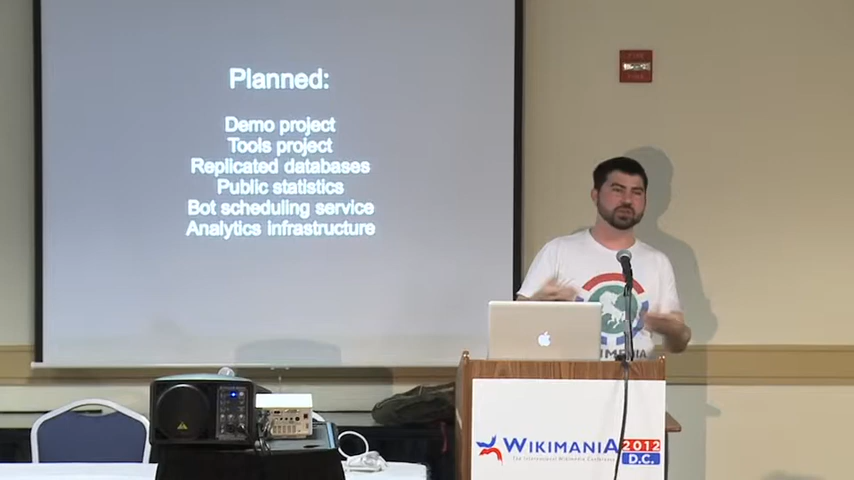 Planned:
Demo project
Tools project
Replicated databases
Public statistics
Bot scheduling service
Analytics infrastructure
WIKIMANIA
2012
D.C.